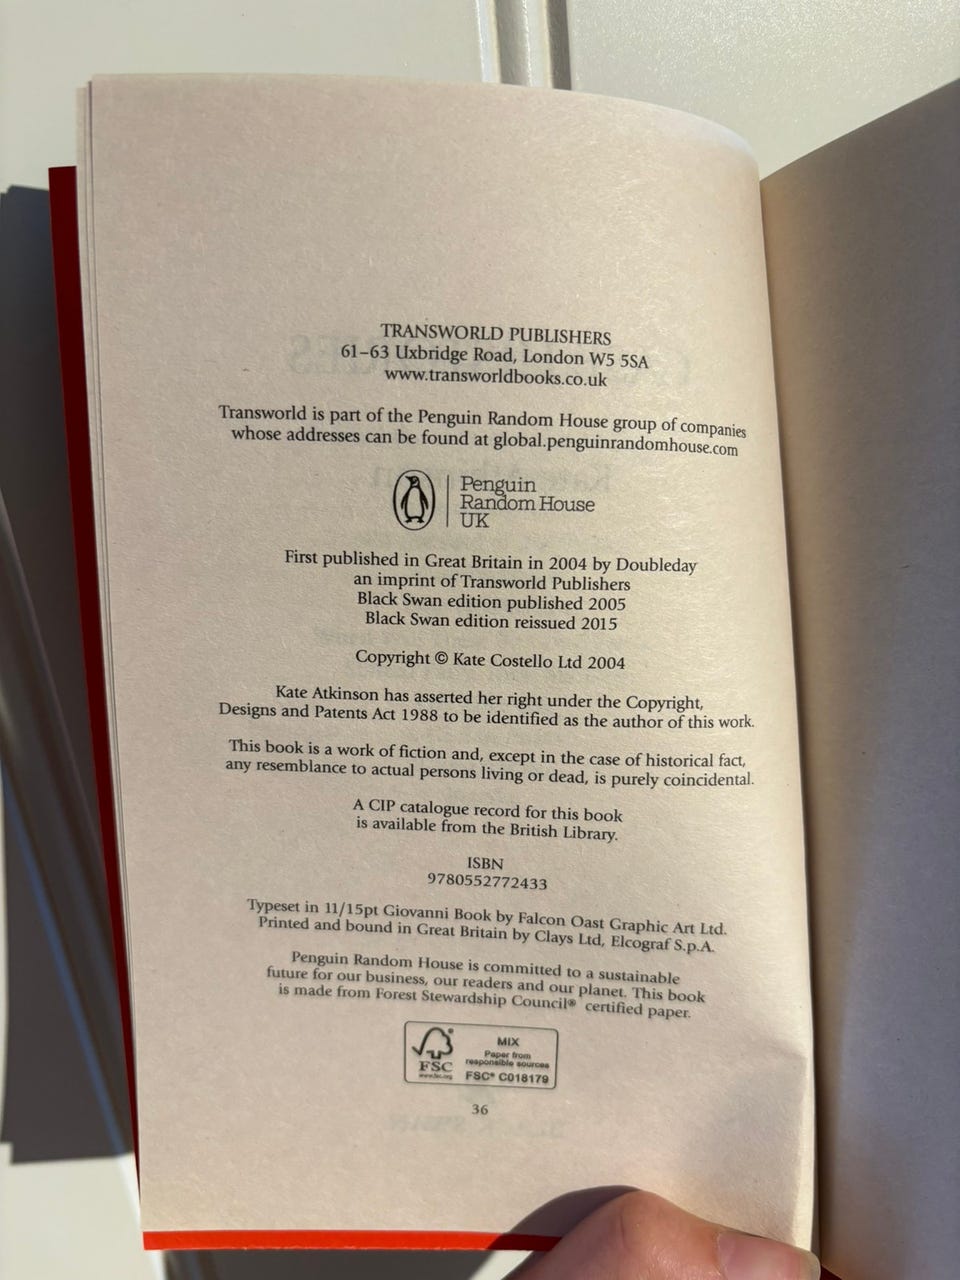 TRANSWORLD PUBLISHERS
61–63 Uxbridge Road, London W5 5SA
www.transworldbooks.co.uk
Transworld is part of the Penguin Random House group of companies
whose addresses can be found at global.penguinrandomhouse.com
Penguin
Random House
UK
First published in Great Britain in 2004 by Doubleday
an imprint of Transworld Publishers
Black Swan edition published 2005
Black Swan edition reissued 2015
Copyright © Kate Costello Ltd 2004
Kate Atkinson has asserted her right under the Copyright,
Designs and Patents Act 1988 to be identified as the author of this work.
This book is a work of fiction and, except in the case of historical fact,
any resemblance to actual persons living or dead, is purely coincidental.
A CIP catalogue record for this book
is available from the British Library.
ISBN
9780552772433
Typeset in 11/15pt Giovanni Book by Falcon Oast Graphic Art Ltd.
Printed and bound in Great Britain by Clays Ltd, Elcograf S.p.A.
Penguin Random House is committed to a sustainable
future for our business, our readers and our planet. This book
is made from Forest Stewardship Council® certified paper.
FSC
www.fsc.org
MIX
Paper from
responsible sources
FSC® C018179
36